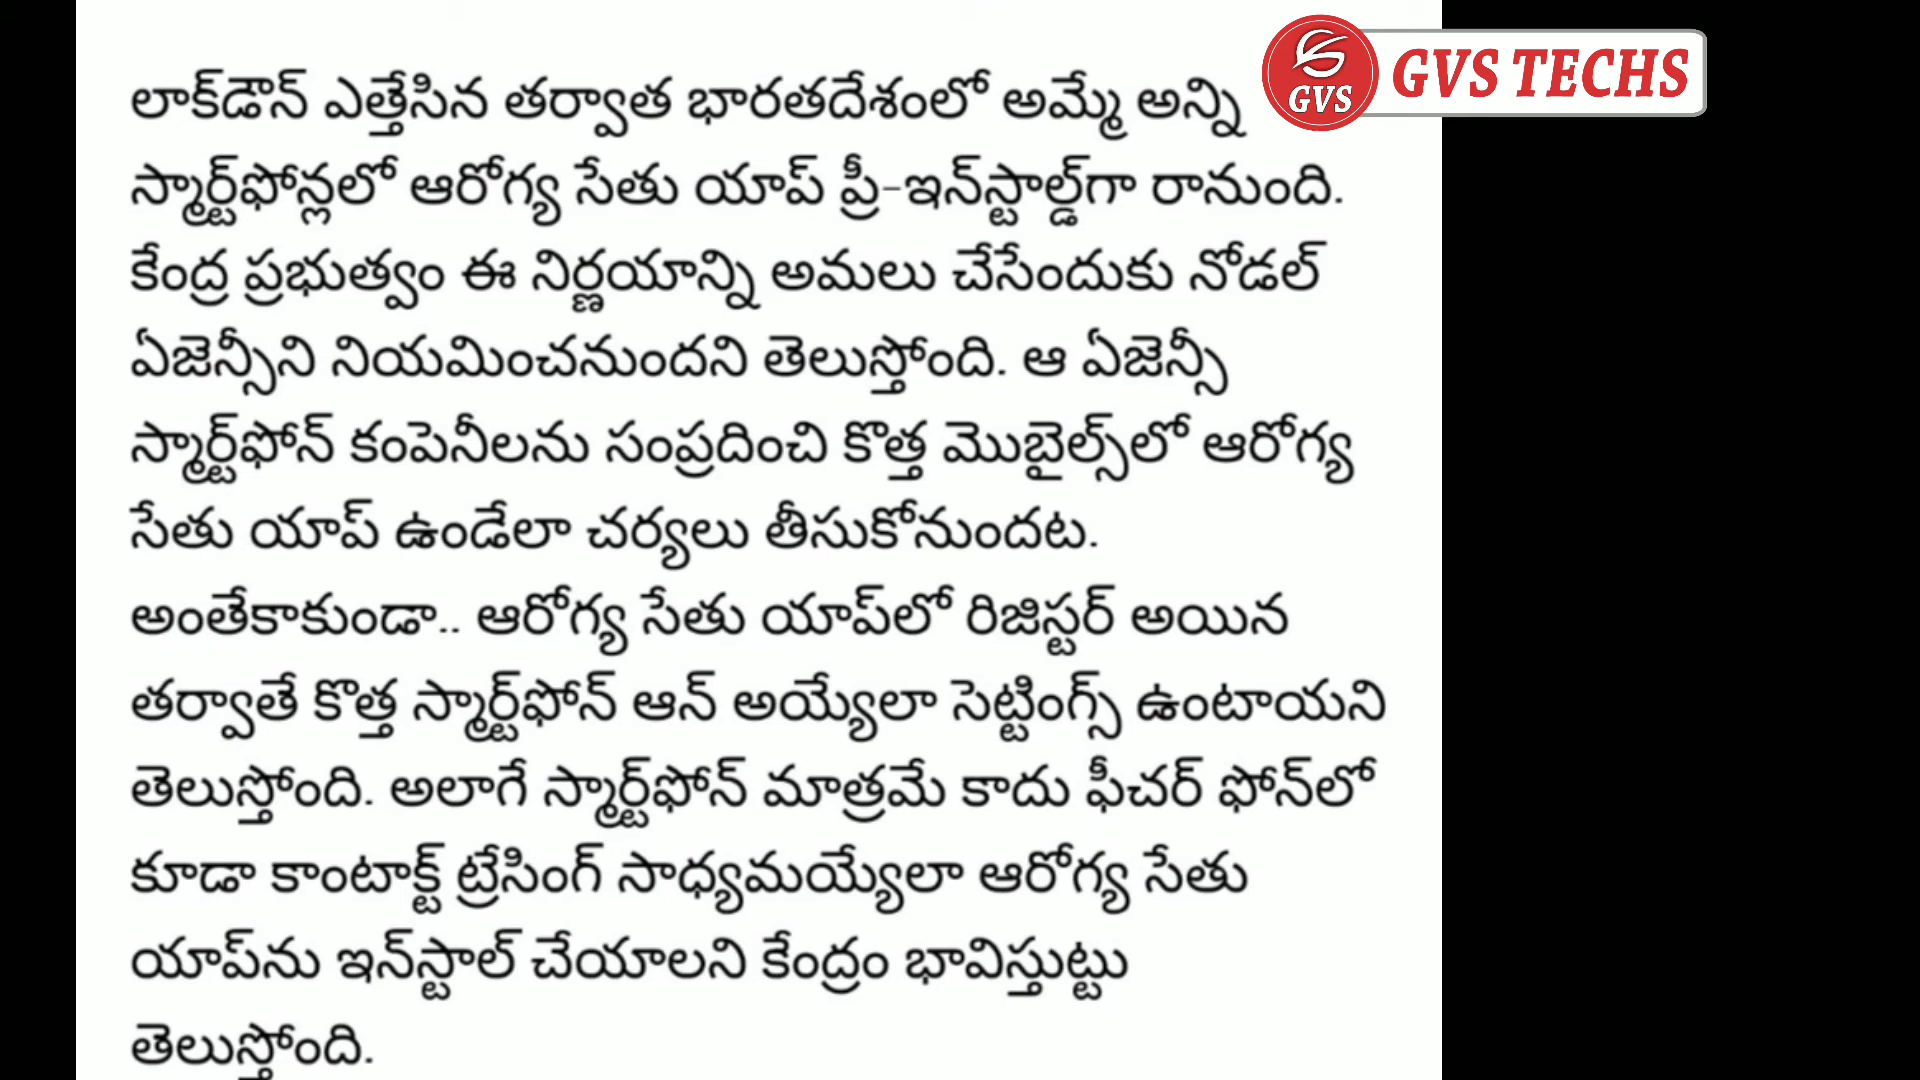 లాక్‌డౌన్ ఎత్తేసిన తర్వాత భారతదేశంలో అమ్మే అన్ని
స్మార్ట్‌ఫోన్లలో ఆరోగ్య సేతు యాప్ ప్రీ-ఇన్‌స్టాల్డ్‌గా రానుంది.
కేంద్ర ప్రభుత్వం ఈ నిర్ణయాన్ని అమలు చేసేందుకు నోడల్
ఏజెన్సీని నియమించనుందని తెలుస్తోంది. ఆ ఏజెన్సీ
స్మార్ట్‌ఫోన్ కంపెనీలను సంప్రదించి కొత్త మొబైల్స్‌లో ఆరోగ్య
సేతు యాప్ ఉండేలా చర్యలు తీసుకోనుందట.
అంతేకాకుండా.. ఆరోగ్య సేతు యాప్‌లో రిజిస్టర్ అయిన
తర్వాతే కొత్త స్మార్ట్‌ఫోన్ ఆన్ అయ్యేలా సెట్టింగ్స్ ఉంటాయని
తెలుస్తోంది. అలాగే స్మార్ట్‌ఫోన్ మాత్రమే కాదు ఫీచర్ ఫోన్‌లో
కూడా కాంటాక్ట్ ట్రేసింగ్ సాధ్యమయ్యేలా ఆరోగ్య సేతు
యాప్‌ను ఇన్‌స్టాల్ చేయాలని కేంద్రం భావిస్తుట్టు
తెలుస్తోంది.
GVS
GVS TECHS